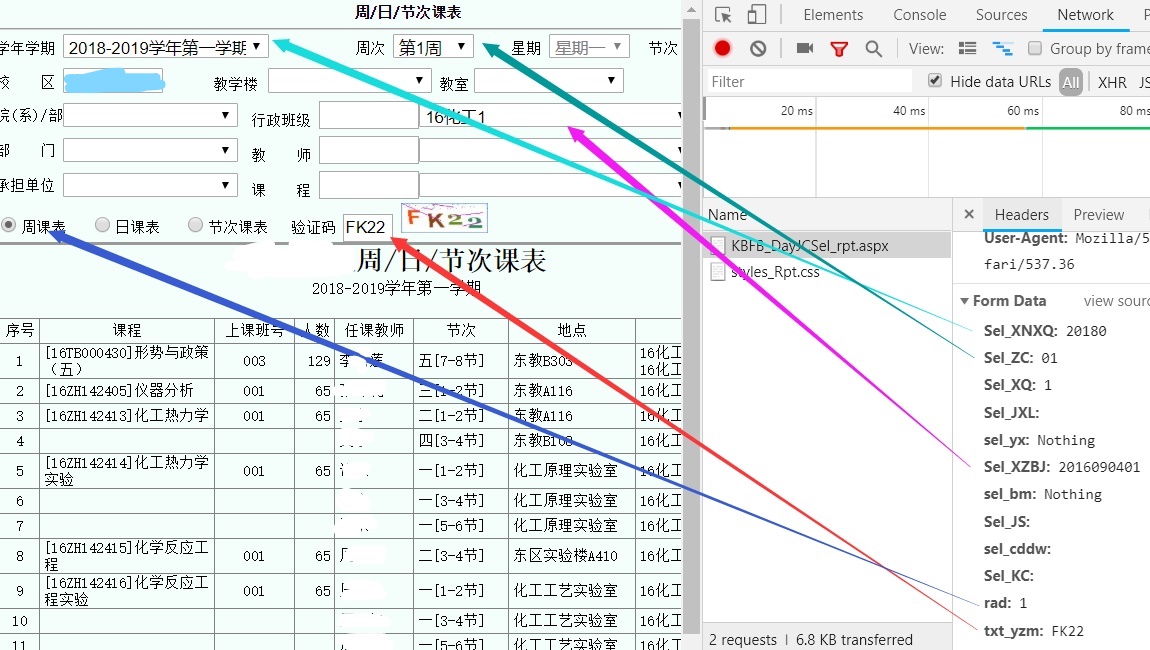 周/日/节次课表
学年学期 2018-2019学年第一学期 周次 第1周 星期 星期一 节次
校 区 教学楼 教室
院(系)/部 行政班级 16化工1
部 门 教 师
承担单位 课 程
周课表 日课表 节次课表 验证码 FK22 FK22
周/日/节次课表
2018-2019学年第一学期
序号 课程 上课班号 人数 任课教师 节次 地点
1 [16TB000430]形势与政策（五） 003 129 李 五[7-8节] 东教B303 16化工 16化工
2 [16ZH142405]仪器分析 001 65 三[1-2节] 东教A116 16化工
3 [16ZH142413]化工热力学 001 65 二[1-2节] 东教A116 16化工
4 四[3-4节] 东教B108 16化工
5 [16ZH142414]化工热力学实验 001 65 一[1-2节] 化工原理实验室 16化工
6 一[3-4节] 化工原理实验室 16化工
7 一[5-6节] 化工原理实验室 16化工
8 [16ZH142415]化学反应工程 001 65 二[3-4节] 东区实验楼A410 16化工
9 [16ZH142416]化学反应工程实验 001 65 一[1-2节] 化工工艺实验室 16化工
10 一[3-4节] 化工工艺实验室 16化工
11 一[5-6节] 化工工艺实验室 16化工
Elements Console Sources Network
View: Group by frame
Filter Hide data URLs All XHR JS
20 ms 40 ms 60 ms 80 ms
Name
KBFB_DayJCSel_rpt.aspx
styles_Rpt.css
2 requests | 6.8 KB transferred
× Headers Preview
User-Agent: Mozilla/5
fari/537.36
Form Data view sour
Sel_XNXQ: 20180
Sel_ZC: 01
Sel_XQ: 1
Sel_JXL:
sel_yx: Nothing
Sel_XZBJ: 2016090401
sel_bm: Nothing
Sel_JS:
sel_cddw:
Sel_KC:
rad: 1
txt_yzm: FK22